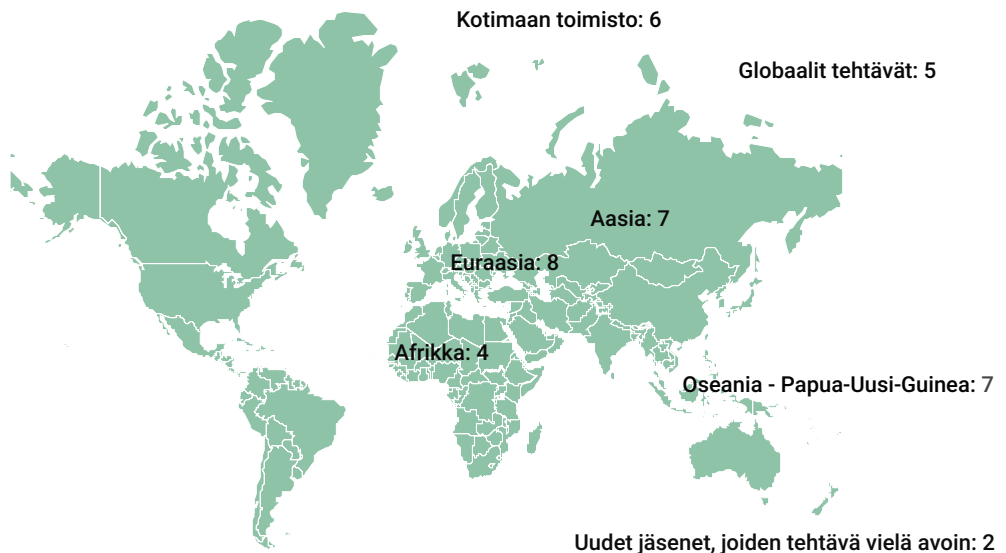 Kotimaan toimisto: 6
Globaalit tehtävät: 5
Aasia: 7
Euraasia: 8
Afrikka: 4
Oseania - Papua-Uusi-Guinea: 7
Uudet jäsenet, joiden tehtävä vielä avoin: 2